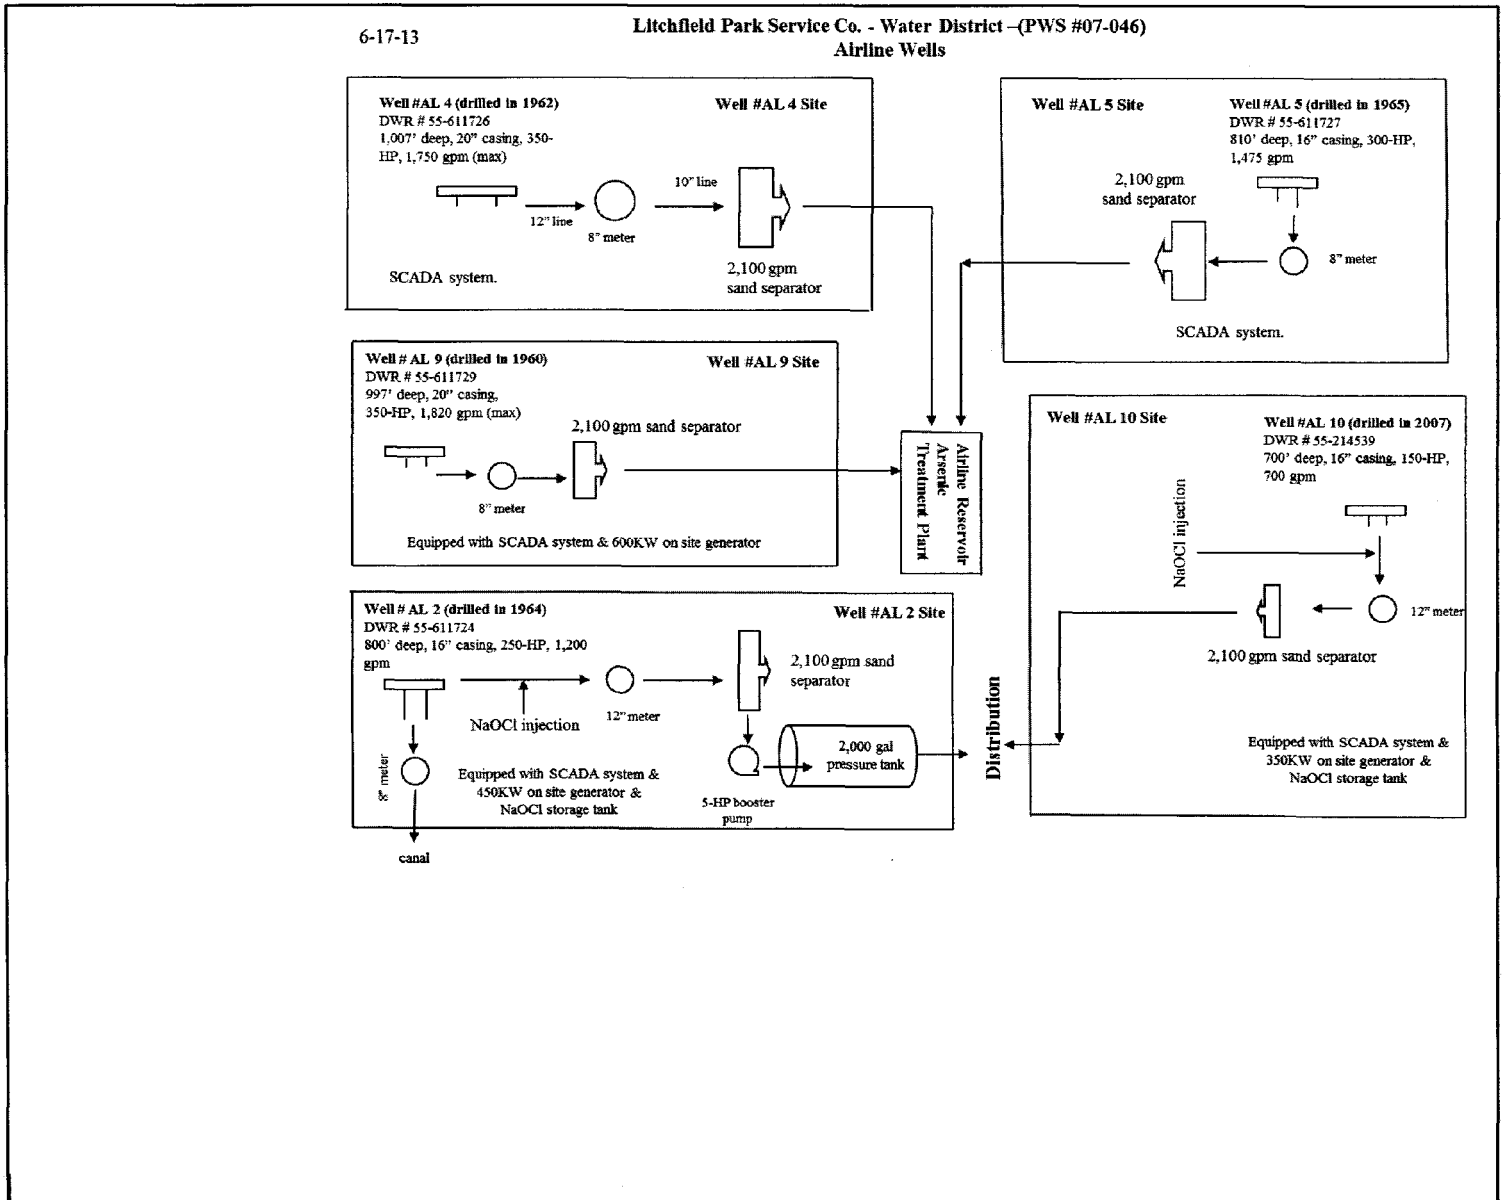 6-17-13
Litchfield Park Service Co. - Water District –(PWS #07-046)
Airline Wells
Well #AL 4 (drilled in 1962)
DWR # 55-611726
1,007' deep, 20" casing, 350-
HP, 1,750 gpm (max)
Well #AL 4 Site
12" line
8" meter
10" line
2,100 gpm
sand separator
SCADA system.
Well #AL 5 Site
Well #AL 5 (drilled in 1965)
DWR # 55-611727
810' deep, 16" casing, 300-HP,
1,475 gpm
2,100 gpm
sand separator
8" meter
SCADA system.
Well # AL 9 (drilled in 1960)
DWR # 55-611729
997' deep, 20" casing,
350-HP, 1,820 gpm (max)
Well #AL 9 Site
2,100 gpm sand separator
8" meter
Equipped with SCADA system & 600KW on site generator
Airline Reservoir
Arsenic
Treatment Plant
Well #AL 10 Site
Well #AL 10 (drilled in 2007)
DWR # 55-214539
700' deep, 16" casing, 150-HP,
700 gpm
NaOCl injection
12" meter
2,100 gpm sand separator
Equipped with SCADA system &
350KW on site generator &
NaOCl storage tank
Well # AL 2 (drilled in 1964)
DWR # 55-611724
800' deep, 16" casing, 250-HP, 1,200
gpm
Well #AL 2 Site
NaOCl injection
12" meter
2,100 gpm sand
separator
8" meter
Equipped with SCADA system &
450KW on site generator &
NaOCl storage tank
5-HP booster
pump
2,000 gal
pressure tank
Distribution
canal